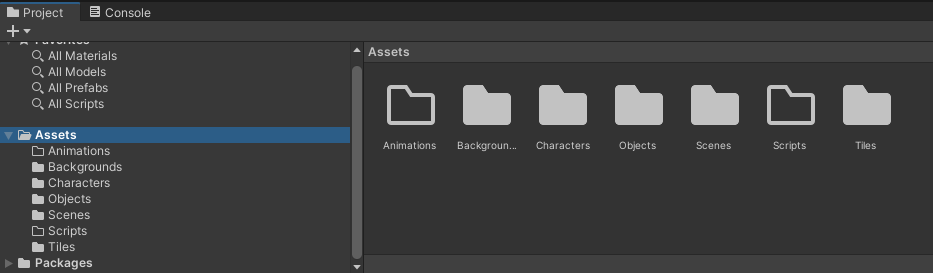 Project
Console
Favorites
All Materials
All Models
All Prefabs
All Scripts
Assets
Animations
Backgrounds
Characters
Objects
Scenes
Scripts
Tiles
Packages
Assets
Animations
Backgroun...
Characters
Objects
Scenes
Scripts
Tiles